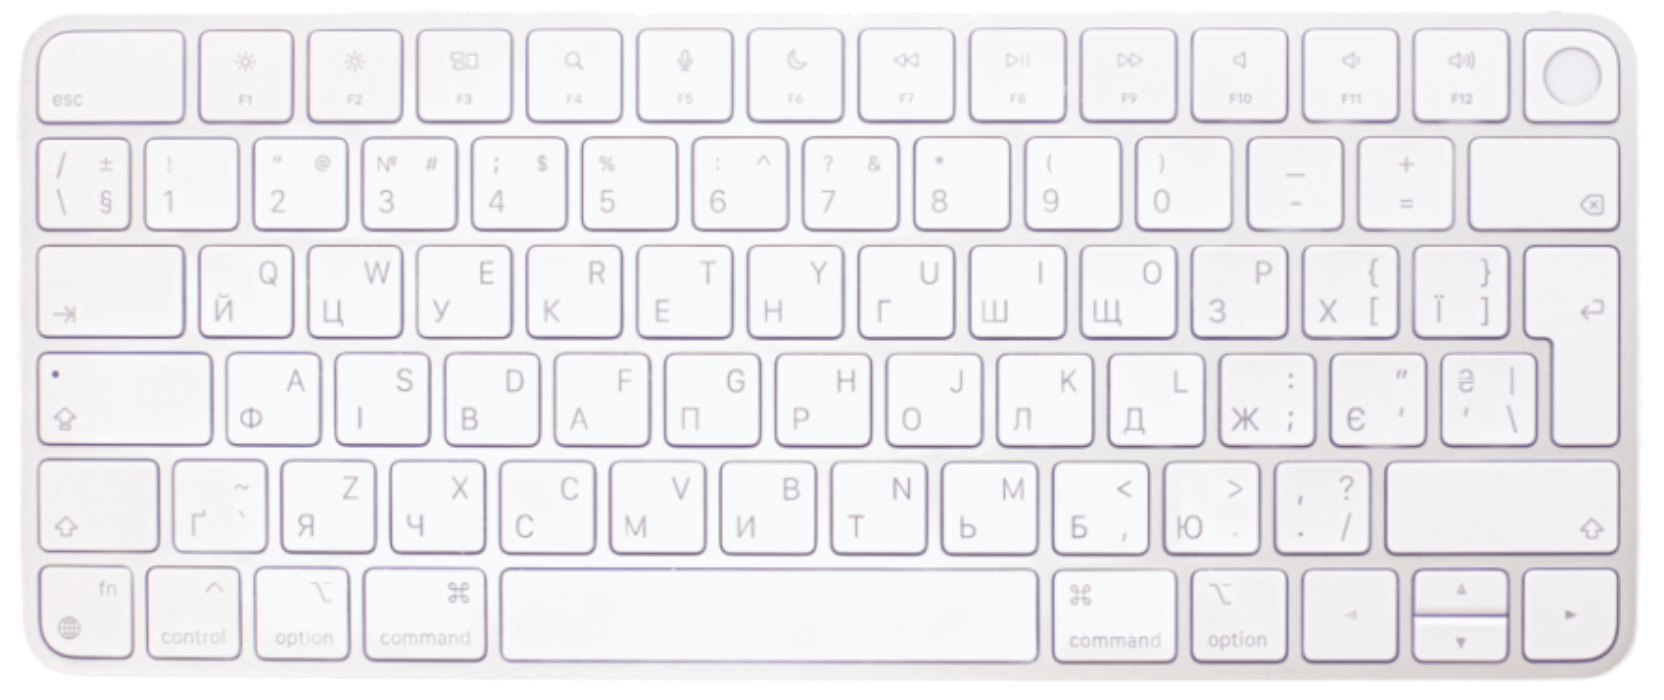 esc F1 F2 F3 F4 F5 F6 F7 F8 F9 F10 F11 F12
/ ± ! " @ № # ; $ % : ^ ? & * ( ) _ +
\ § 1 2 3 4 5 6 7 8 9 0 - =
Q W E R T Y U I O P { }
Й Ц У К Е Н Г Ш Щ З Х [ Ї ]
A S D F G H J K L : " ₴ |
Ф І В А П Р О Л Д Ж ; Є ' ' \
~ Z X C V B N M < > , ?
Ґ ` Я Ч С М И Т Ь Б , Ю . . /
fn ^ ⌥ ⌘ ⌘ ⌥
control option command command option